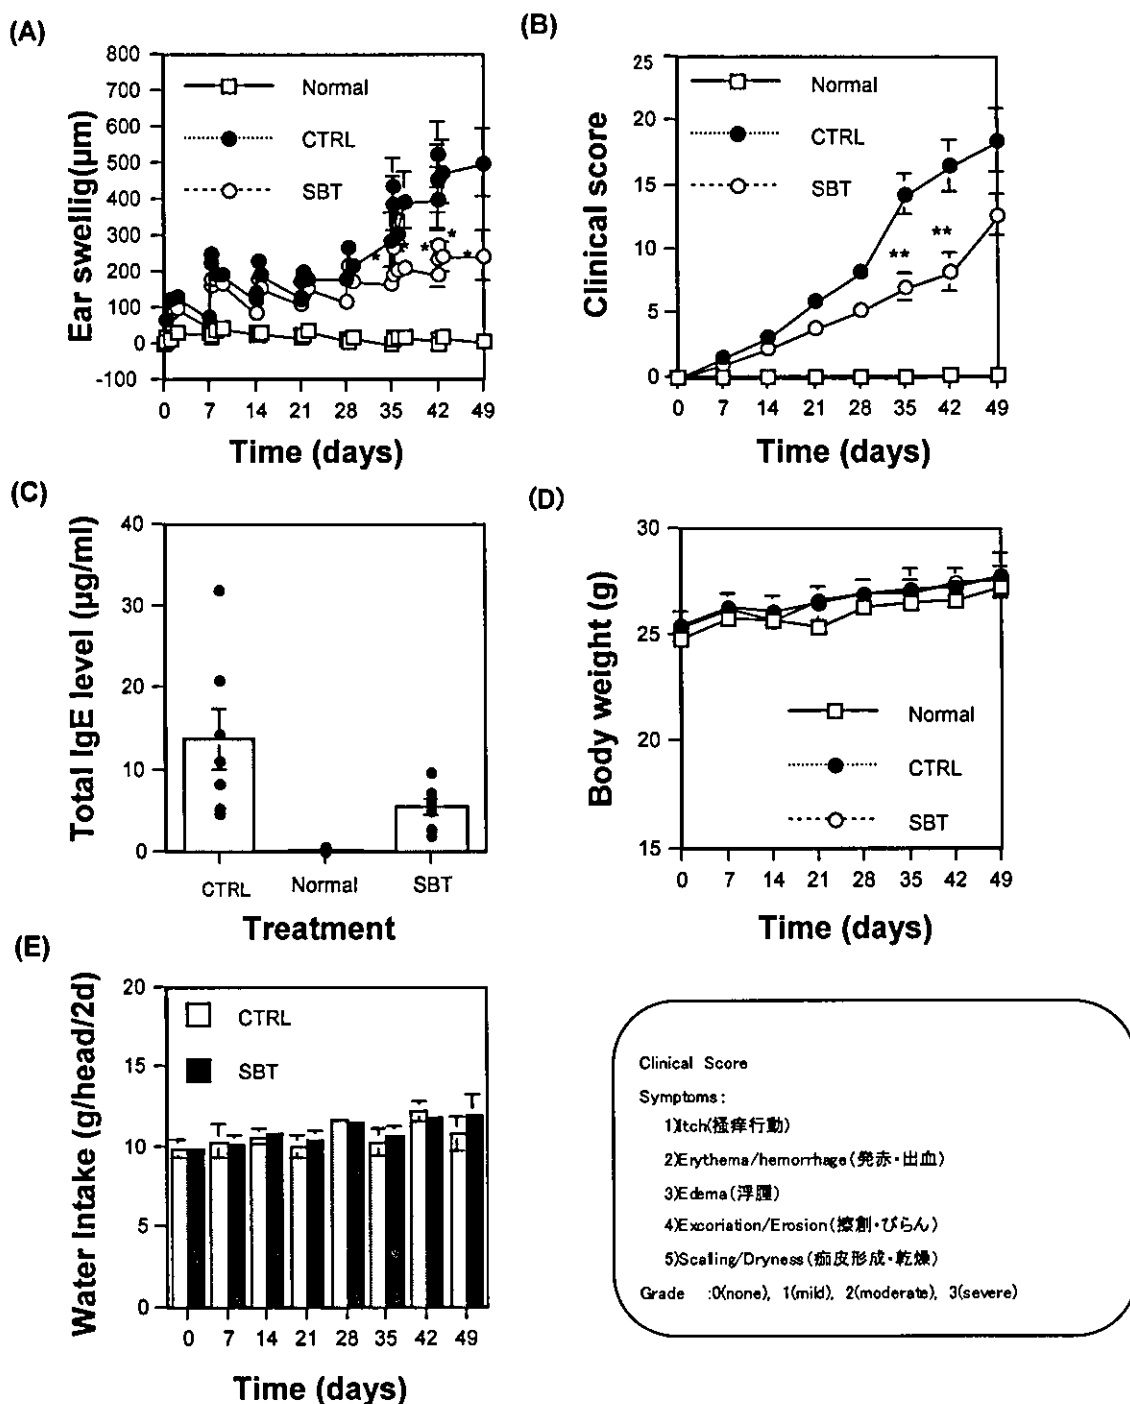 (A)
800
700
600
500
400
300
200
100
0
-100
Ear swellig(μm)
Normal
CTRL
SBT
* * * * *
0 7 14 21 28 35 42 49
Time (days)
(B)
25
20
15
10
5
0
Clinical score
Normal
CTRL
SBT
** **
0 7 14 21 28 35 42 49
Time (days)
(C)
40
30
20
10
0
Total IgE level (μg/ml)
CTRL Normal SBT
Treatment
(D)
30
25
20
15
Body weight (g)
Normal
CTRL
SBT
0 7 14 21 28 35 42 49
Time (days)
(E)
20
15
10
5
0
Water Intake (g/head/2d)
CTRL
SBT
0 7 14 21 28 35 42 49
Time (days)
Clinical Score
Symptoms:
1)Itch(掻痒行動)
2)Erythema/hemorrhage(発赤・出血)
3)Edema(浮腫)
4)Excoriation/Erosion(擦創・びらん)
5)Scalling/Dryness(痂皮形成・乾燥)
Grade :0(none), 1(mild), 2(moderate), 3(severe)